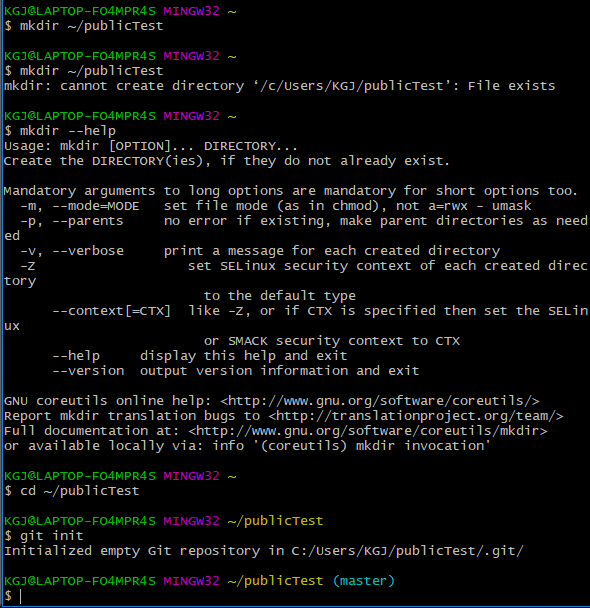 KGJ@LAPTOP-FO4MPR4S MINGW32 ~
$ mkdir ~/publicTest
KGJ@LAPTOP-FO4MPR4S MINGW32 ~
$ mkdir ~/publicTest
mkdir: cannot create directory ‘/c/Users/KGJ/publicTest’: File exists
KGJ@LAPTOP-FO4MPR4S MINGW32 ~
$ mkdir --help
Usage: mkdir [OPTION]... DIRECTORY...
Create the DIRECTORY(ies), if they do not already exist.
Mandatory arguments to long options are mandatory for short options too.
  -m, --mode=MODE   set file mode (as in chmod), not a=rwx - umask
  -p, --parents     no error if existing, make parent directories as need
ed
  -v, --verbose     print a message for each created directory
  -Z                   set SELinux security context of each created direc
tory
                         to the default type
      --context[=CTX]  like -Z, or if CTX is specified then set the SELin
ux
                         or SMACK security context to CTX
      --help     display this help and exit
      --version  output version information and exit
GNU coreutils online help: <http://www.gnu.org/software/coreutils/>
Report mkdir translation bugs to <http://translationproject.org/team/>
Full documentation at: <http://www.gnu.org/software/coreutils/mkdir>
or available locally via: info '(coreutils) mkdir invocation'
KGJ@LAPTOP-FO4MPR4S MINGW32 ~
$ cd ~/publicTest
KGJ@LAPTOP-FO4MPR4S MINGW32 ~/publicTest
$ git init
Initialized empty Git repository in C:/Users/KGJ/publicTest/.git/
KGJ@LAPTOP-FO4MPR4S MINGW32 ~/publicTest (master)
$